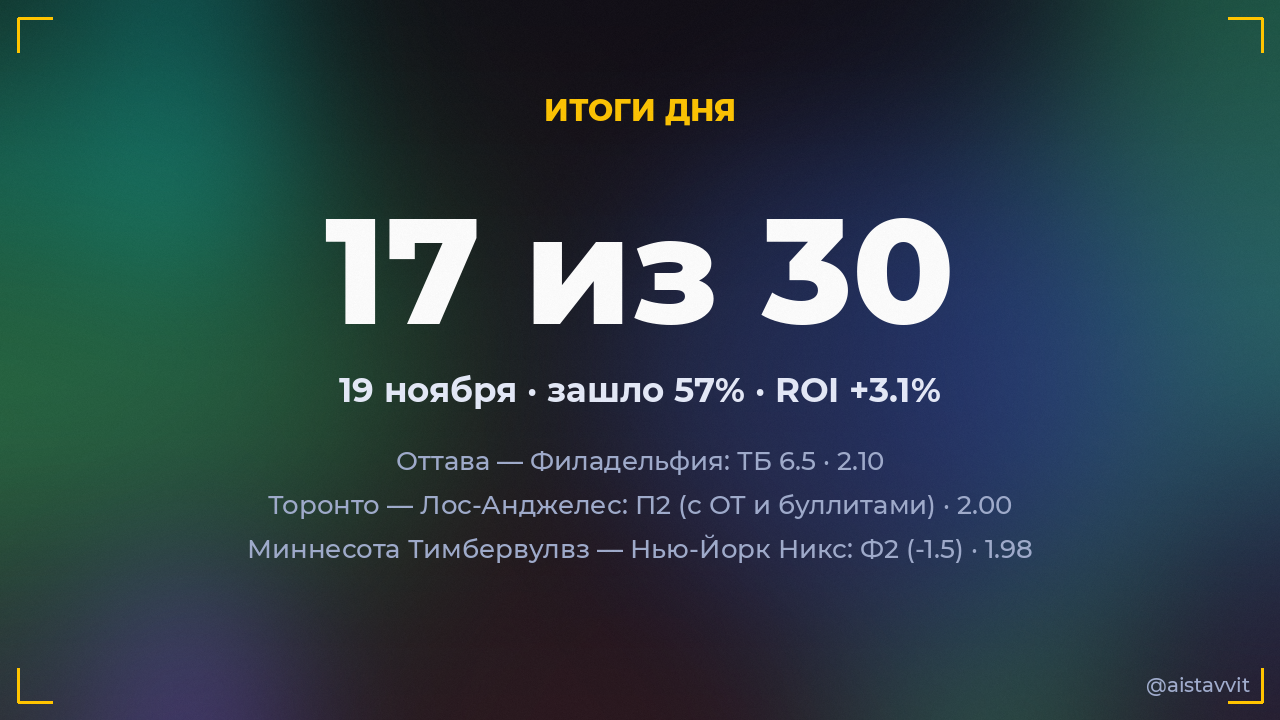 ИТОГИ ДНЯ
17 из 30
19 ноября · зашло 57% · ROI +3.1%
Оттава — Филадельфия: ТБ 6.5 · 2.10
Торонто — Лос-Анджелес: П2 (с ОТ и буллитами) · 2.00
Миннесота Тимбервулвз — Нью-Йорк Никс: Ф2 (-1.5) · 1.98
@aistavvit